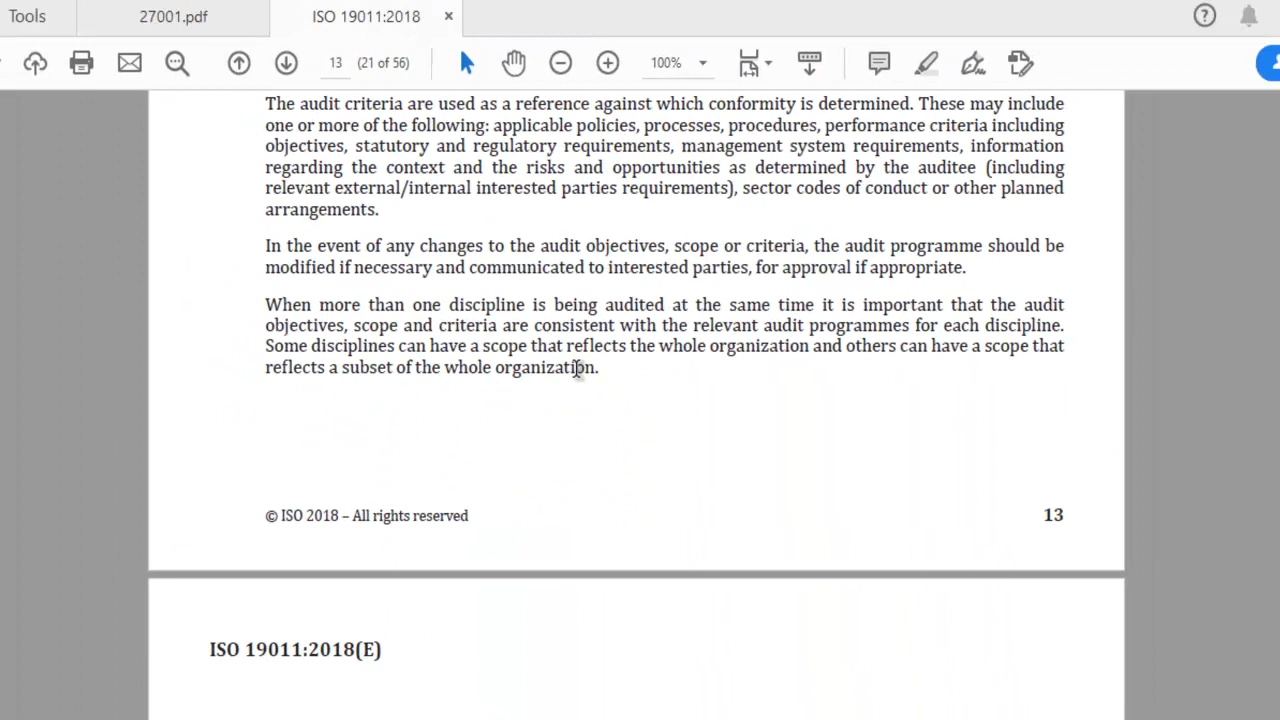 Tools
27001.pdf
ISO 19011:2018 ×
13 (21 of 56)
100%
The audit criteria are used as a reference against which conformity is determined. These may include
one or more of the following: applicable policies, processes, procedures, performance criteria including
objectives, statutory and regulatory requirements, management system requirements, information
regarding the context and the risks and opportunities as determined by the auditee (including
relevant external/internal interested parties requirements), sector codes of conduct or other planned
arrangements.
In the event of any changes to the audit objectives, scope or criteria, the audit programme should be
modified if necessary and communicated to interested parties, for approval if appropriate.
When more than one discipline is being audited at the same time it is important that the audit
objectives, scope and criteria are consistent with the relevant audit programmes for each discipline.
Some disciplines can have a scope that reflects the whole organization and others can have a scope that
reflects a subset of the whole organization.
© ISO 2018 – All rights reserved
13
ISO 19011:2018(E)